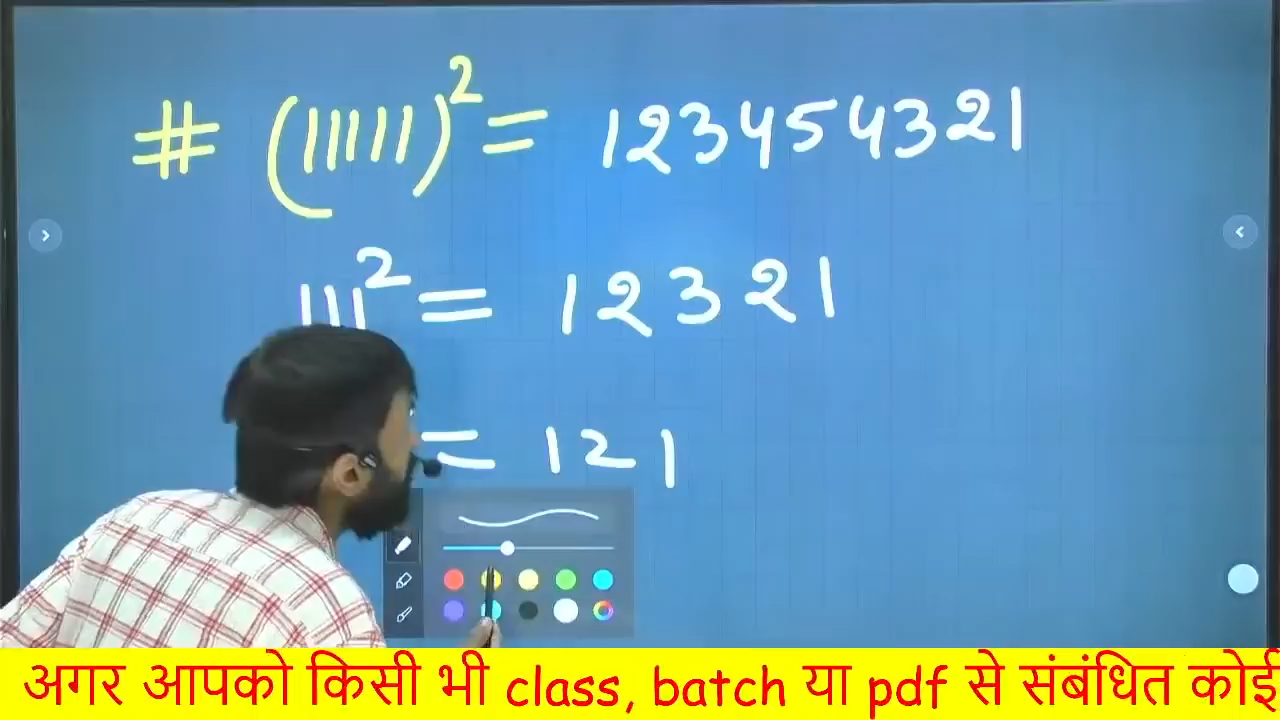 # (11111)² = 123454321
111² = 12321
= 121
अगर आपको किसी भी class, batch या pdf से संबंधित कोई